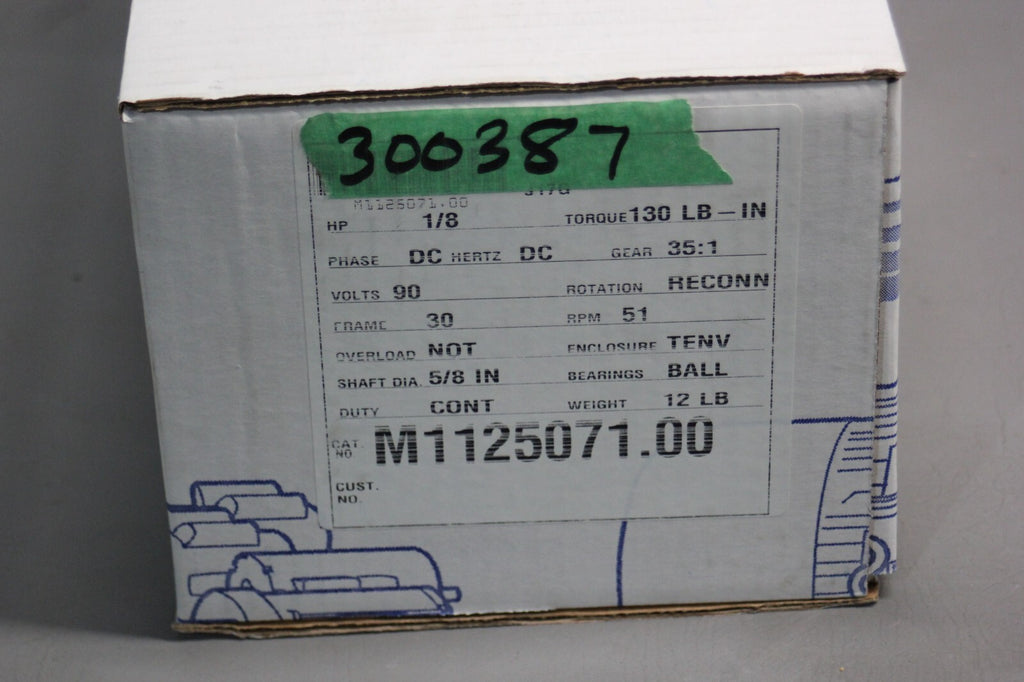 300387
M1125071.00
HP 1/8 TORQUE 130 LB-IN
PHASE DC HERTZ DC GEAR 35:1
VOLTS 90 ROTATION RECONN
FRAME 30 RPM 51
OVERLOAD NOT ENCLOSURE TENV
SHAFT DIA. 5/8 IN BEARINGS BALL
DUTY CONT WEIGHT 12 LB
CAT. NO. M1125071.00
CUST. NO.